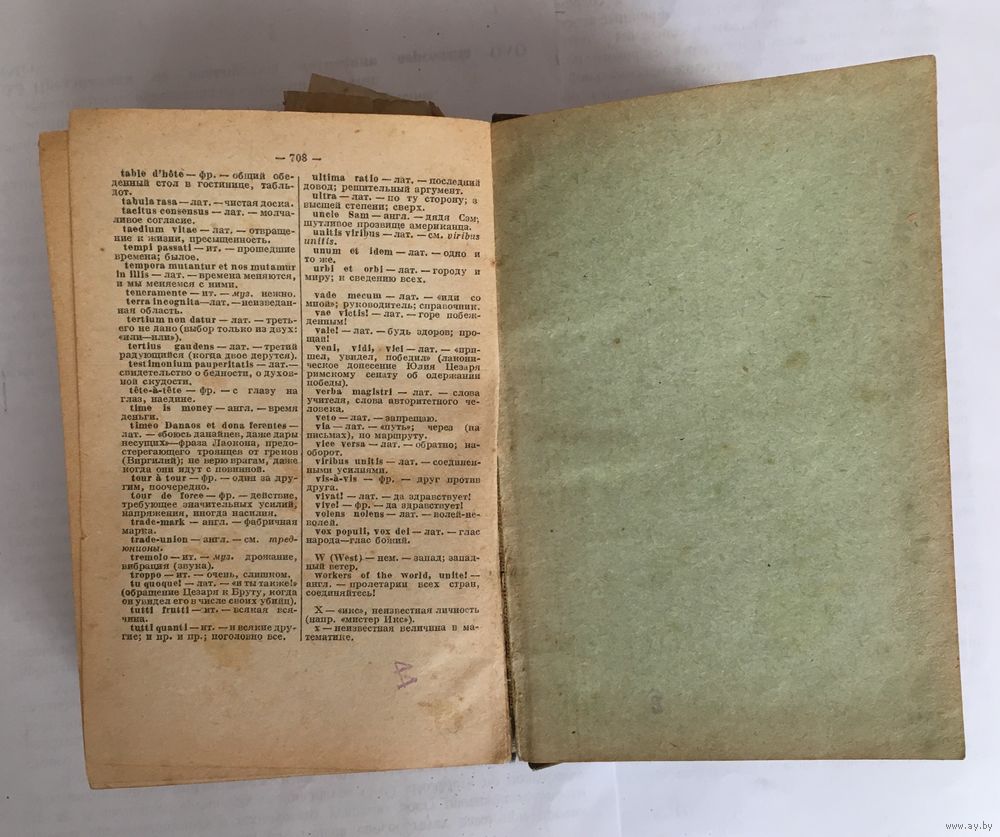 — 708 —
table d'hôte — фр. — общий обе-
денный стол в гостинице, табль-
дот.
tabula rasa — лат. — чистая доска.
tacitus consensus — лат. — молча-
ливое согласие.
taedium vitae — лат. — отвраще-
ние к жизни, пресыщенность.
tempi passati — ит. — прошедшие
времена; былое.
tempora mutantur et nos mutamur
in illis — лат. — времена меняются,
и мы меняемся с ними.
teneramente — ит. — муз. нежно.
terra incognita — лат. — неизведан-
ная область.
tertium non datur — лат. — треть-
его не дано (выбор только из двух:
«или—или»).
tertius gaudens — лат. — третий
радующийся (когда двое дерутся).
testimonium pauperitatis — лат. —
свидетельство о бедности, о духов-
ной скудости.
tête-à-tête — фр. — с глазу на
глаз, наедине.
time is money — англ. — время
деньги.
timeo Danaos et dona ferentes —
лат. — «боюсь данайцев, даже дары
несущих» — фраза Лаокона, предо-
стерегающего троянцев от греков
(Виргилий); не верю врагам, даже
когда они идут с повинной.
tour à tour — фр. — один за дру-
гим, поочередно.
tour de force — фр. — действие,
требующее значительных усилий,
напряжения, иногда насилия.
trade-mark — англ. — фабричная
марка.
trade-union — англ. — см. тред-
юнионы.
tremolo — ит. — муз. дрожание,
вибрация (звука).
troppo — ит. — очень, слишком.
tu quoque! — лат. — «и ты также!»
(обращение Цезаря к Бруту, когда
он увидел его в числе своих убийц).
tutti frutti — ит. — всякая вся-
чина.
tutti quanti — ит. — и всякие дру-
гие; и пр. и пр.; поголовно все.
ultima ratio — лат. — последний
довод; решительный аргумент.
ultra — лат. — по ту сторону; в
высшей степени; сверх.
uncle Sam — англ. — дядя Сэм;
шутливое прозвище американца.
unitis viribus — лат. — см. viribus
unitis.
unum et idem — лат. — одно и
то же.
urbi et orbi — лат. — городу и
миру; к сведению всех.
vade mecum — лат. — «иди со
мной»; руководитель; справочник.
vae victis! — лат. — горе побеж-
денным!
vale! — лат. — будь здоров; про-
щай!
veni, vidi, vici — лат. — «при-
шел, увидел, победил» (лакони-
ческое донесение Юлия Цезаря
римскому сенату об одержании
победы).
verba magistri — лат. — слова
учителя, слова авторитетного че-
ловека.
veto — лат. — запрещаю.
via — лат. — «путь»; через (на
письмах), по маршруту.
vice versa — лат. — обратно; на-
оборот.
viribus unitis — лат. — соединен-
ными усилиями.
vis-à-vis — фр. — друг против
друга.
vivat! — лат. — да здравствует!
vive! — фр. — да здравствует!
volens nolens — лат. — волей-не-
волей.
vox populi, vox dei — лат. — глас
народа — глас божий.
W (West) — нем. — запад; запад-
ный ветер.
workers of the world, unite! —
англ. — пролетарии всех стран,
соединяйтесь!
X — «икс», неизвестная личность
(напр. «мистер Икс»).
x — неизвестная величина в ма-
тематике.
www.ay.by